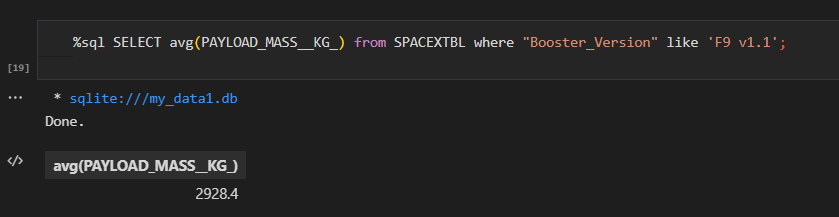 %sql SELECT avg(PAYLOAD_MASS__KG_) from SPACEXTBL where "Booster_Version" like 'F9 v1.1';
[19]
* sqlite:///my_data1.db
Done.
avg(PAYLOAD_MASS__KG_)
2928.4